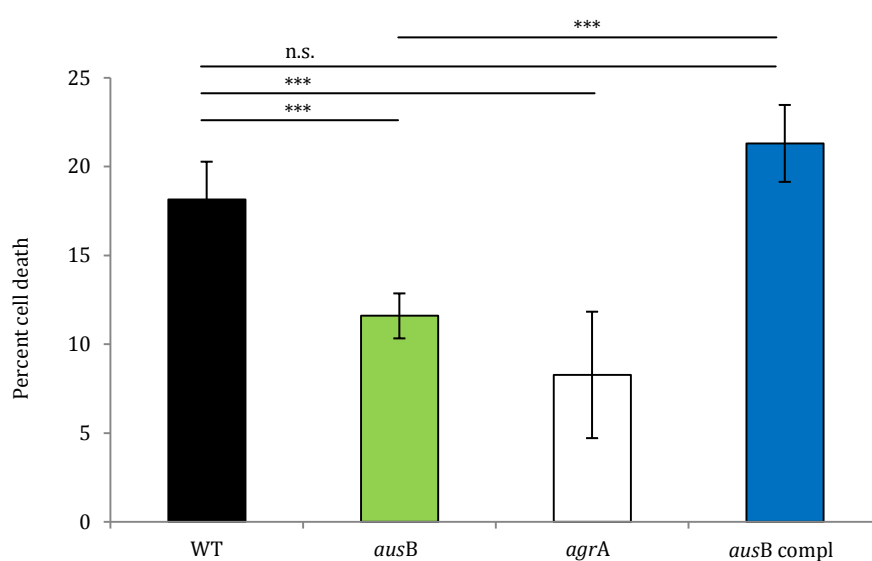 ***
n.s.
***
***
25
20
15
10
5
0
Percent cell death
WT
ausB
agrA
ausB compl